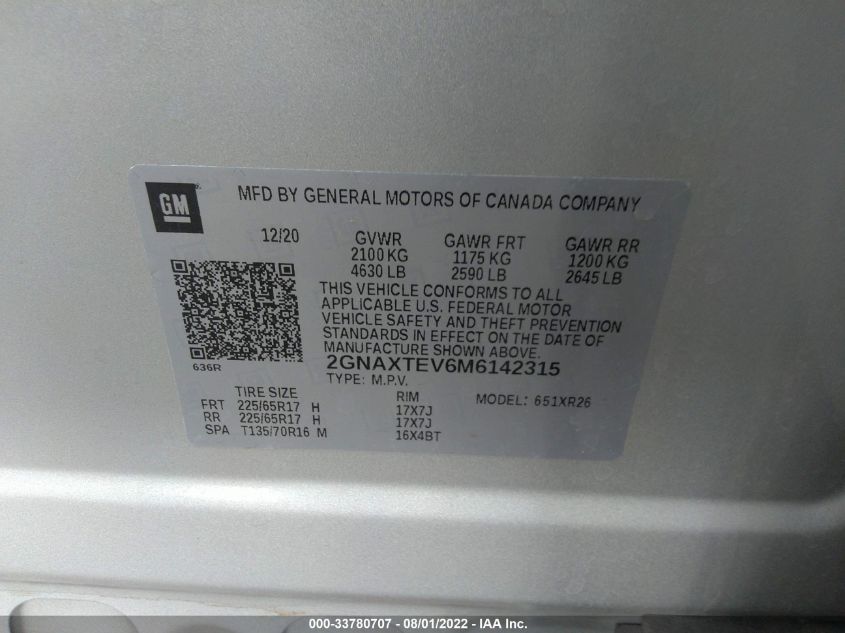 GM
MFD BY GENERAL MOTORS OF CANADA COMPANY
12/20 GVWR GAWR FRT GAWR RR
2100 KG 1175 KG 1200 KG
4630 LB 2590 LB 2645 LB
THIS VEHICLE CONFORMS TO ALL
APPLICABLE U.S. FEDERAL MOTOR
VEHICLE SAFETY AND THEFT PREVENTION
STANDARDS IN EFFECT ON THE DATE OF
MANUFACTURE SHOWN ABOVE.
636R 2GNAXTEV6M6142315
TYPE: M.P.V.
TIRE SIZE RIM MODEL: 651XR26
FRT 225/65R17 H 17X7J
RR 225/65R17 H 17X7J
SPA T135/70R16 M 16X4BT
000-33780707 - 08/01/2022 - IAA Inc.